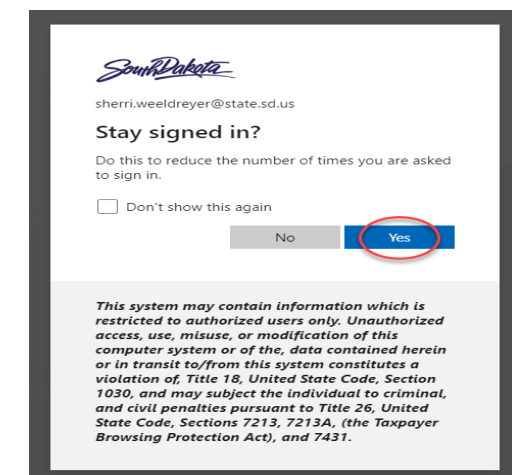 South Dakota
sherri.weeldreyer@state.sd.us
Stay signed in?
Do this to reduce the number of times you are asked
to sign in.
Don't show this again
No Yes
This system may contain information which is
restricted to authorized users only. Unauthorized
access, use, misuse, or modification of this
computer system or of the, data contained herein
or in transit to/from this system constitutes a
violation of, Title 18, United State Code, Section
1030, and may subject the individual to criminal,
and civil penalties pursuant to Title 26, United
State Code, Sections 7213, 7213A, (the Taxpayer
Browsing Protection Act), and 7431.